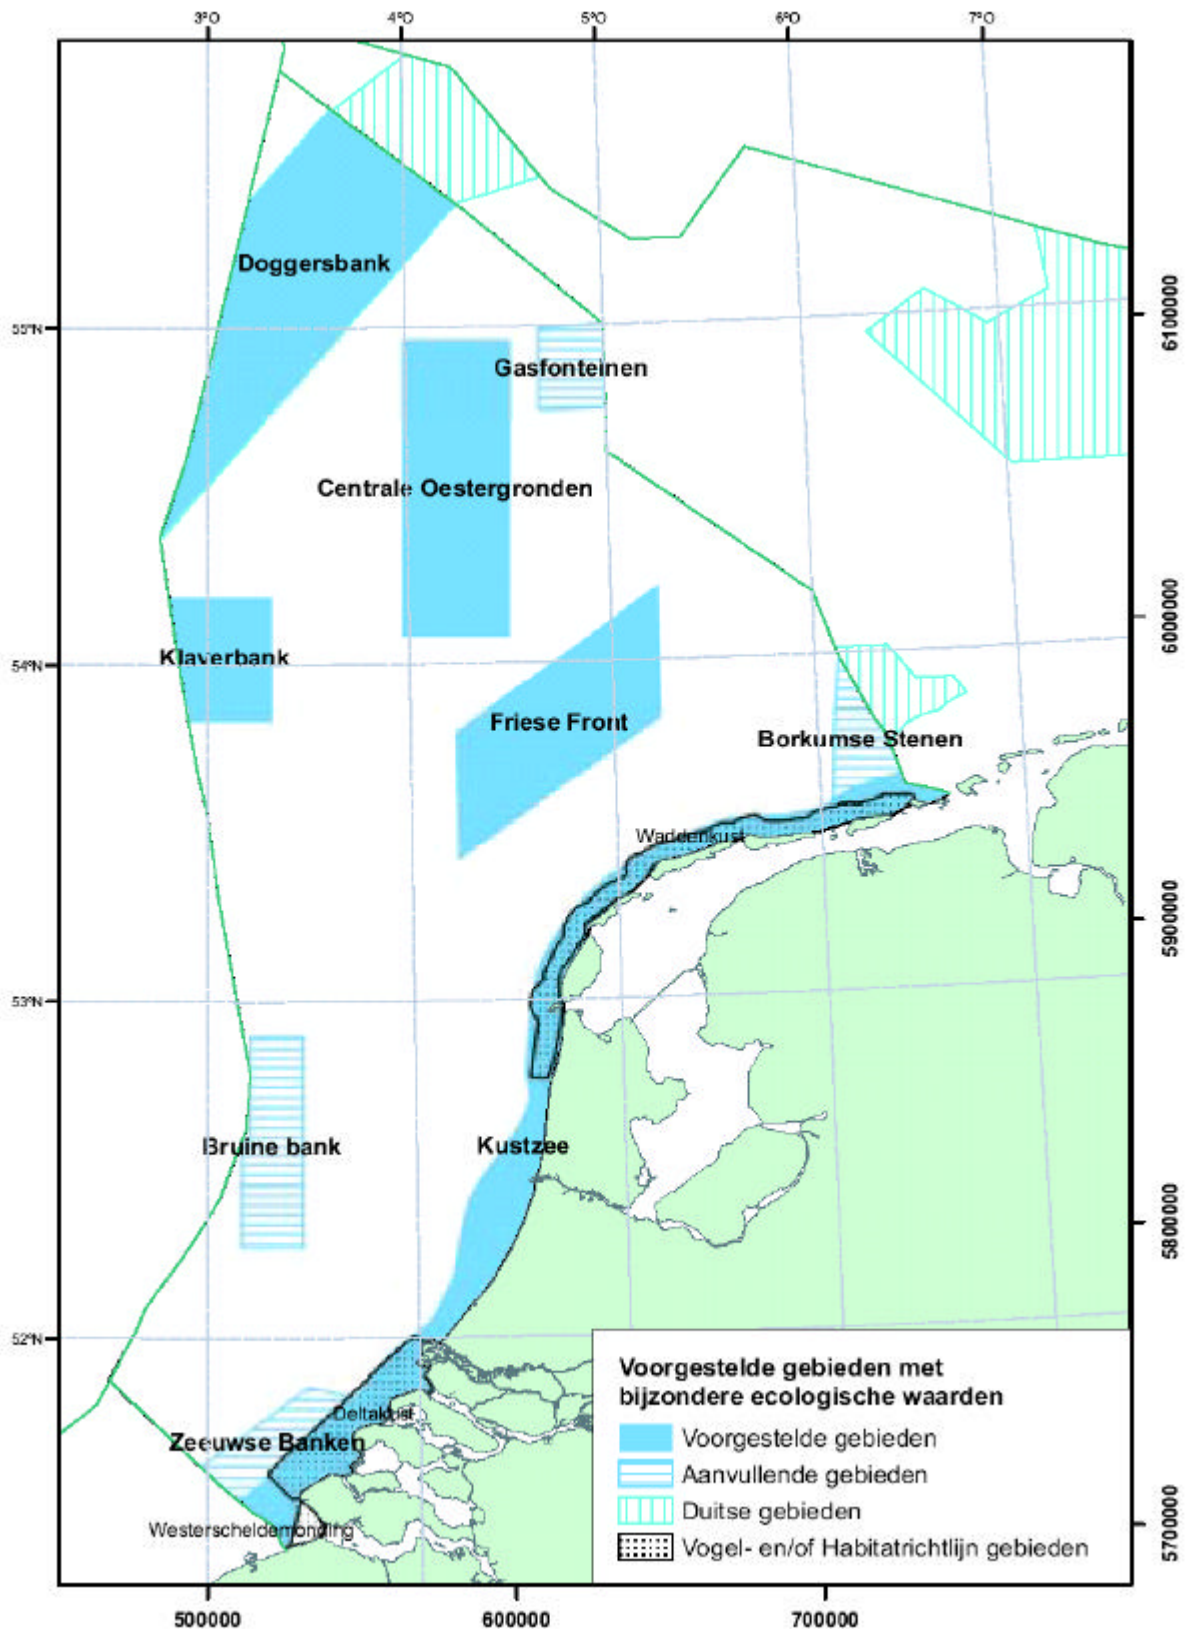 3°O 4°O 5°O 6°O 7°O
Doggersbank
55°N
6100000
Gasfonteinen
Centrale Oestergronden
6000000
Klaverbank
54°N
Friese Front
Borkumse Stenen
Waddenkust
5900000
53°N
Bruine bank
Kustzee
5800000
52°N
Deltakust
Zeeuwse Banken
Westerscheldemonding
5700000
Voorgestelde gebieden met
bijzondere ecologische waarden
Voorgestelde gebieden
Aanvullende gebieden
Duitse gebieden
Vogel- en/of Habitatrichtlijn gebieden
500000 600000 700000